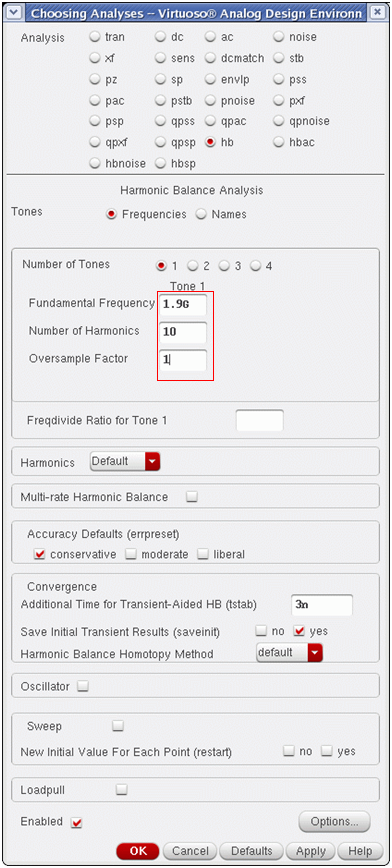 Choosing Analyses -- Virtuoso® Analog Design Environn
Analysis tran dc ac noise
xf sens dcmatch stb
pz sp envlp pss
pac pstb pnoise pxf
psp qpss qpac qpnoise
qpxf qpsp hb hbac
hbnoise hbsp
Harmonic Balance Analysis
Tones Frequencies Names
Number of Tones 1 2 3 4
Tone 1
Fundamental Frequency 1.9G
Number of Harmonics 10
Oversample Factor 1
Freqdivide Ratio for Tone 1
Harmonics Default
Multi-rate Harmonic Balance
Accuracy Defaults (errpreset)
conservative moderate liberal
Convergence
Additional Time for Transient-Aided HB (tstab) 3n
Save Initial Transient Results (saveinit) no yes
Harmonic Balance Homotopy Method default
Oscillator
Sweep
New Initial Value For Each Point (restart) no yes
Loadpull
Enabled Options...
OK Cancel Defaults Apply Help